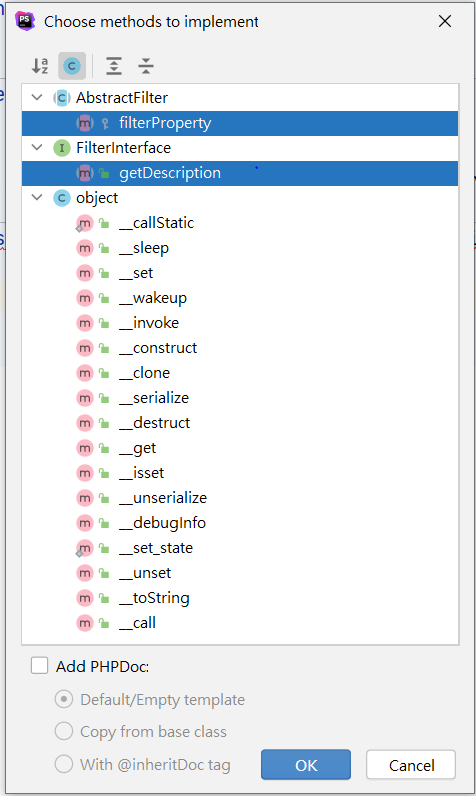 PS
Choose methods to implement
AbstractFilter
filterProperty
FilterInterface
getDescription
object
__callStatic
__sleep
__set
__wakeup
__invoke
__construct
__clone
__serialize
__destruct
__get
__isset
__unserialize
__debugInfo
__set_state
__unset
__toString
__call
Add PHPDoc:
Default/Empty template
Copy from base class
With @inheritDoc tag
OK
Cancel